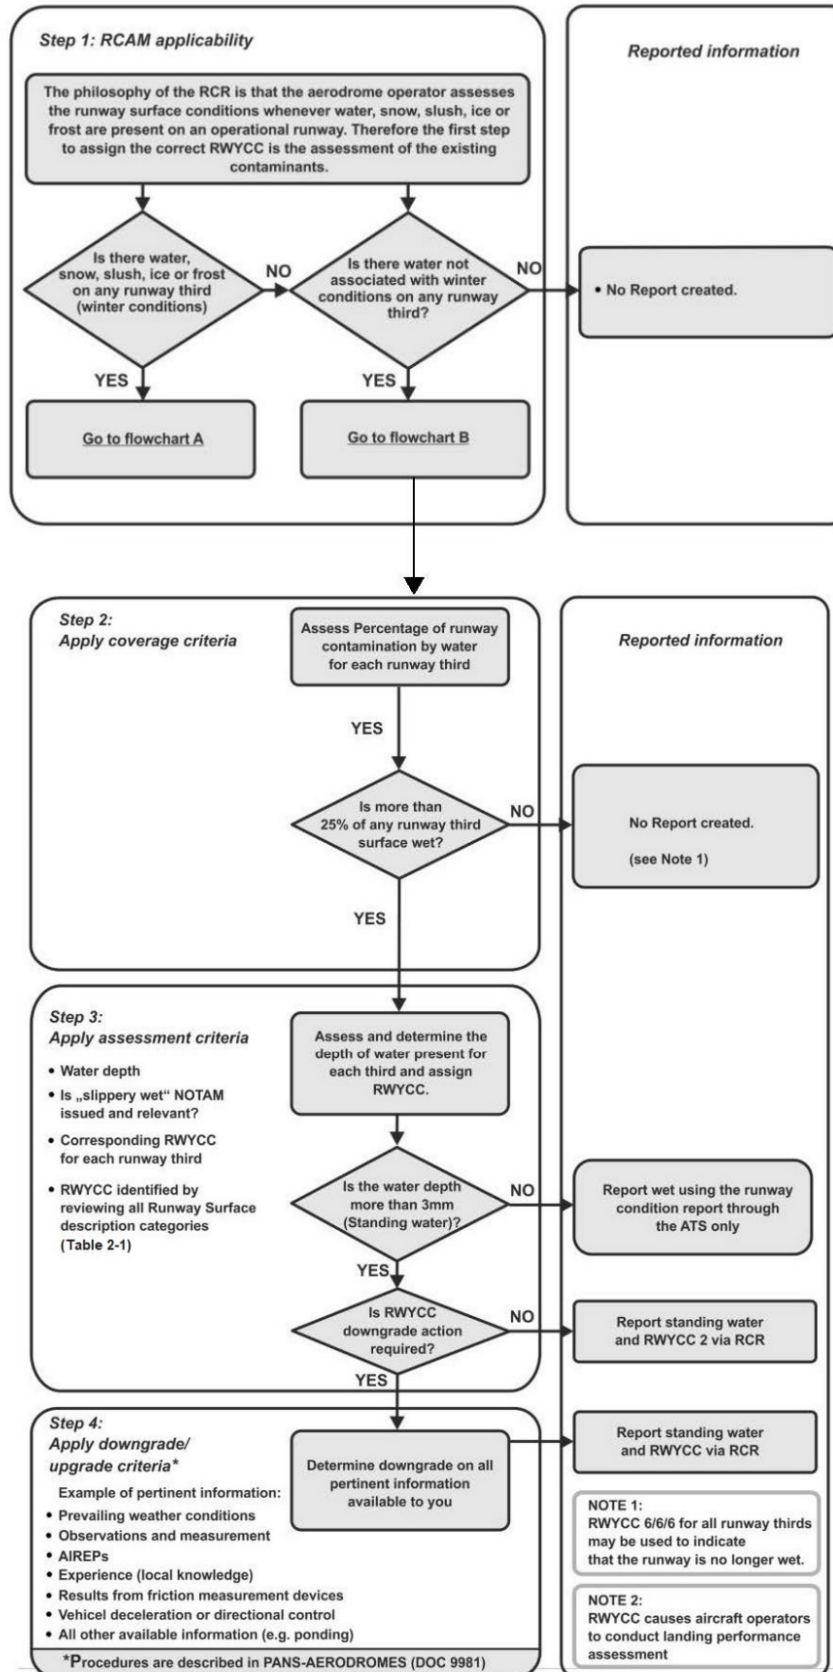 Step 1: RCAM applicability
Reported information
The philosophy of the RCR is that the aerodrome operator assesses
the runway surface conditions whenever water, snow, slush, ice or
frost are present on an operational runway. Therefore the first step
to assign the correct RWYCC is the assessment of the existing
contaminants.
Is there water,
snow, slush, ice or frost
on any runway third
(winter conditions)
NO
Is there water not
associated with winter
conditions on any runway
third?
NO
• No Report created.
YES
YES
Go to flowchart A
Go to flowchart B
Step 2:
Apply coverage criteria
Assess Percentage of runway
contamination by water
for each runway third
Reported information
YES
Is more than
25% of any runway third
surface wet?
NO
No Report created.
(see Note 1)
YES
Step 3:
Apply assessment criteria
• Water depth
• Is „slippery wet“ NOTAM
issued and relevant?
• Corresponding RWYCC
for each runway third
• RWYCC identified by
reviewing all Runway Surface
description categories
(Table 2-1)
Assess and determine the
depth of water present for
each third and assign
RWYCC.
Is the water depth
more than 3mm
(Standing water)?
NO
Report wet using the runway
condition report through
the ATS only
YES
Is RWYCC
downgrade action
required?
NO
Report standing water
and RWYCC 2 via RCR
YES
Step 4:
Apply downgrade/
upgrade criteria*
Example of pertinent information:
• Prevailing weather conditions
• Observations and measurement
• AIREPs
• Experience (local knowledge)
• Results from friction measurement devices
• Vehicel deceleration or directional control
• All other available information (e.g. ponding)
*Procedures are described in PANS-AERODROMES (DOC 9981)
Determine downgrade on all
pertinent information
available to you
Report standing water
and RWYCC via RCR
NOTE 1:
RWYCC 6/6/6 for all runway thirds
may be used to indicate
that the runway is no longer wet.
NOTE 2:
RWYCC causes aircraft operators
to conduct landing performance
assessment